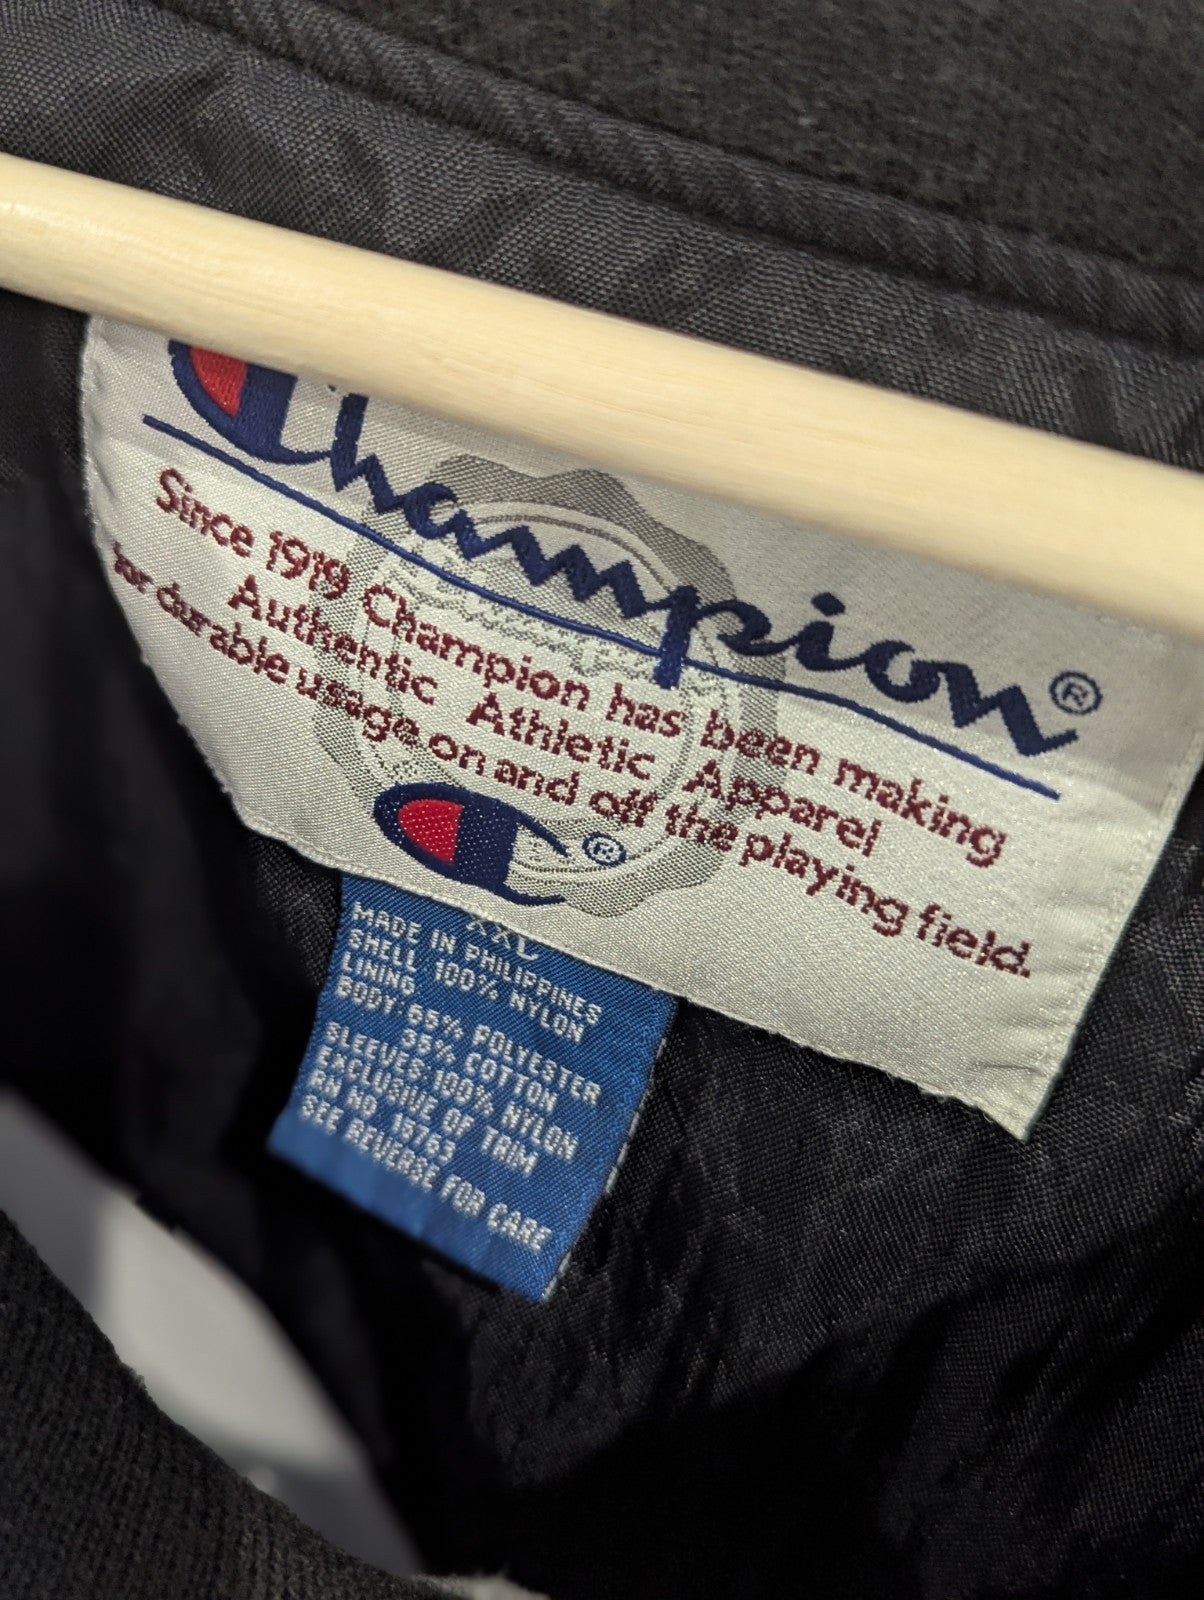 Champion®
Since 1919 Champion has been making
Authentic Athletic Apparel
for durable usage on and off the playing field.
®
XXL
MADE IN PHILIPPINES
SHELL 100% NYLON
LINING
BODY: 65% POLYESTER
35% COTTON
SLEEVES 100% NYLON
EXCLUSIVE OF TRIM
RN NO. 15763
SEE REVERSE FOR CARE